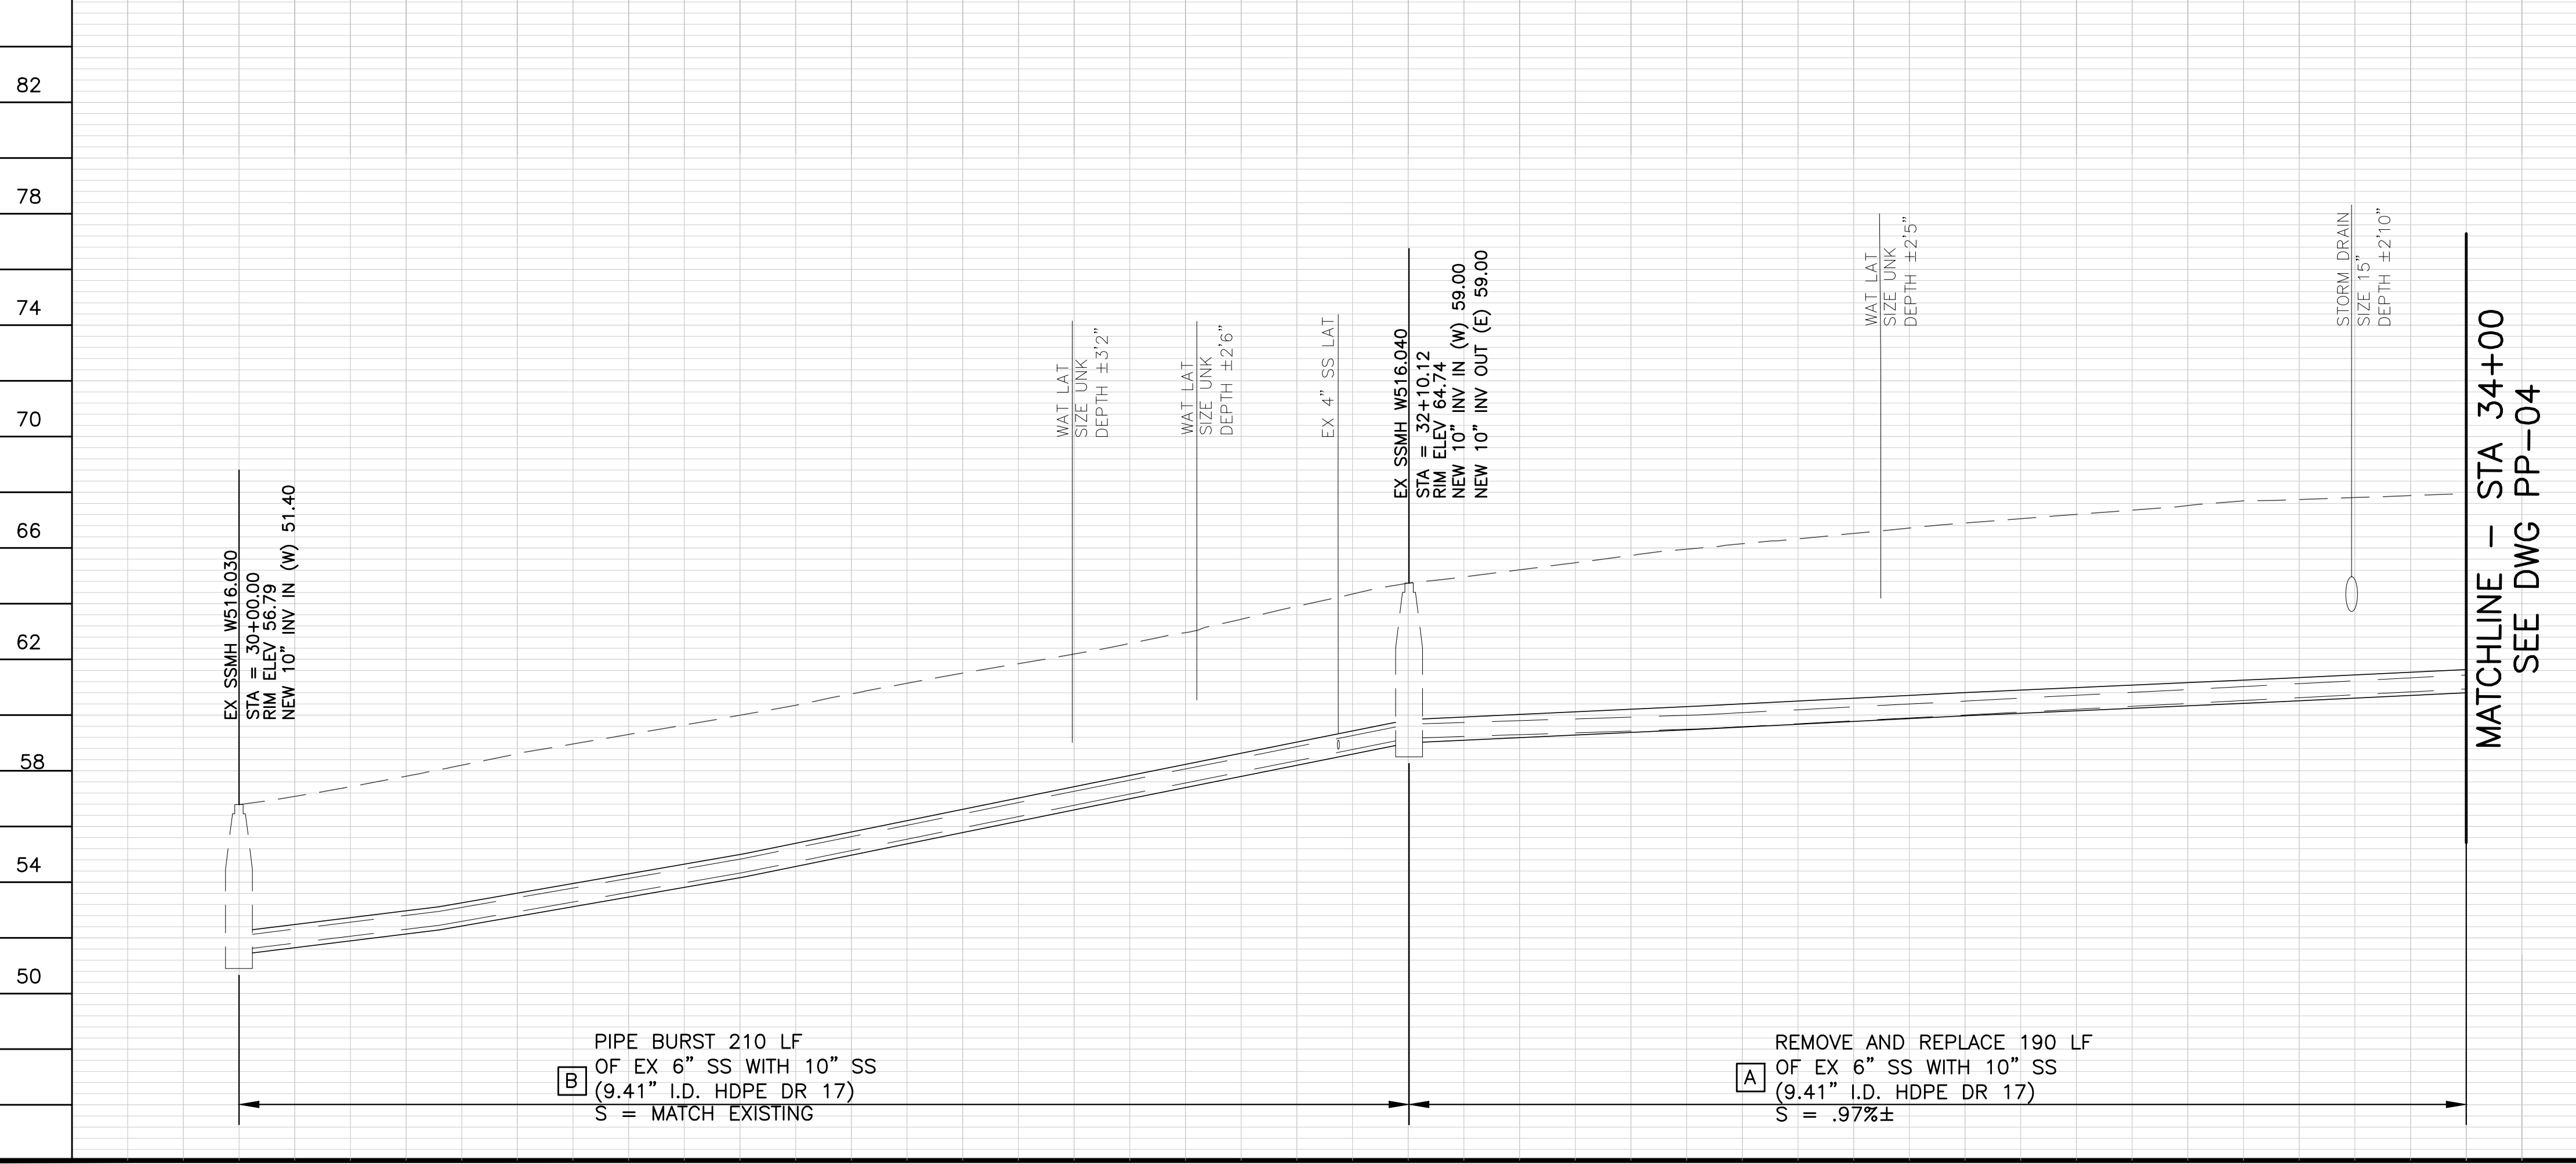 82
78
74
70
66
62
58
54
50
EX SSMH W516.030
STA = 30+00.00
RIM ELEV 56.79
NEW 10" INV IN (W) 51.40
WAT LAT
SIZE UNK
DEPTH ±3'2"
WAT LAT
SIZE UNK
DEPTH ±2'6"
EX 4" SS LAT
EX SSMH W516.040
STA = 32+10.12
RIM ELEV 64.74
NEW 10" INV IN (W) 59.00
NEW 10" INV OUT (E) 59.00
WAT LAT
SIZE UNK
DEPTH ±2'5"
STORM DRAIN
SIZE 15"
DEPTH ±2'10"
MATCHLINE - STA 34+00
SEE DWG PP-04
B
PIPE BURST 210 LF
OF EX 6" SS WITH 10" SS
(9.41" I.D. HDPE DR 17)
S = MATCH EXISTING
A
REMOVE AND REPLACE 190 LF
OF EX 6" SS WITH 10" SS
(9.41" I.D. HDPE DR 17)
S = .97%±